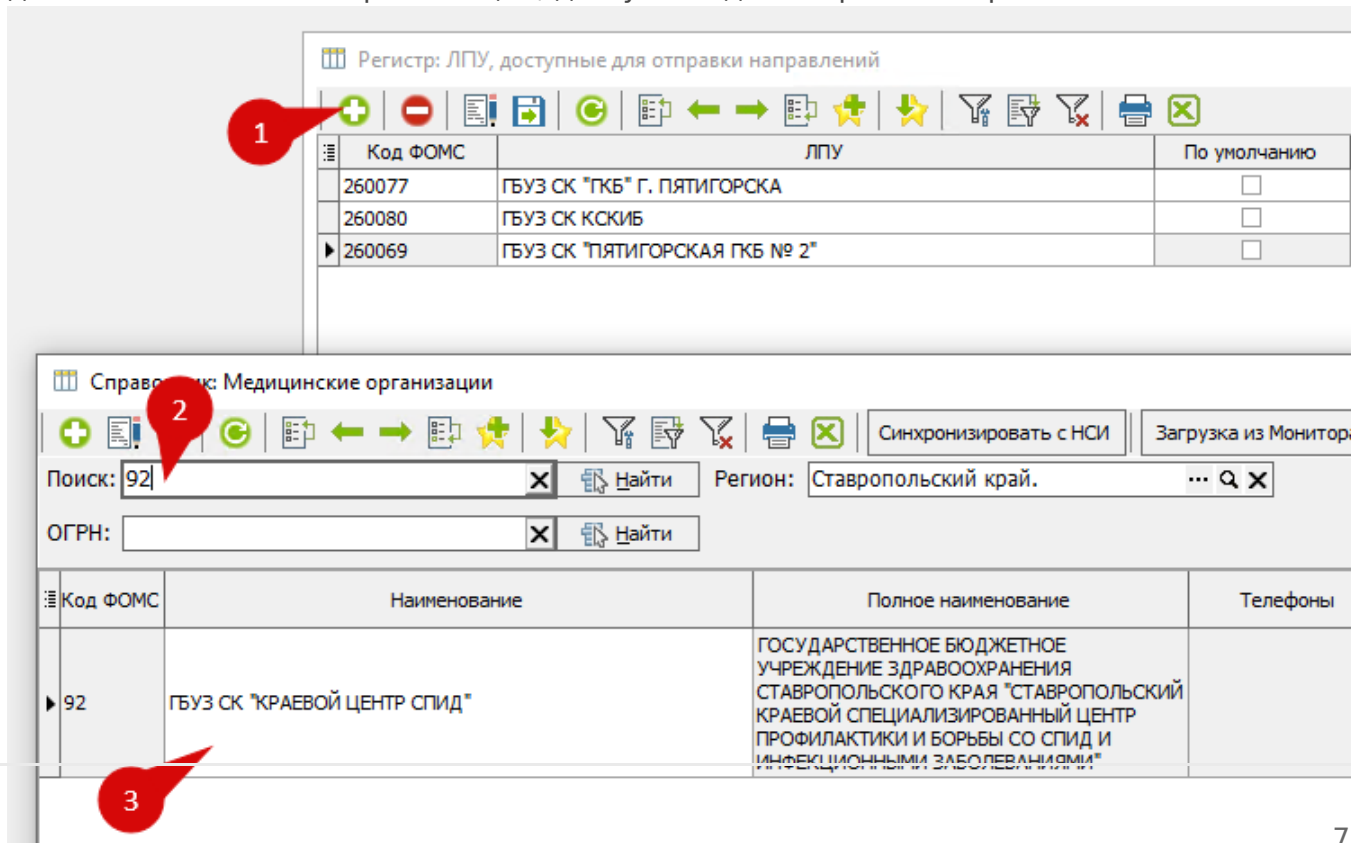 Регистр: ЛПУ, доступные для отправки направлений
1
Код ФОМС ЛПУ По умолчанию
260077 ГБУЗ СК "ГКБ" Г. ПЯТИГОРСКА
260080 ГБУЗ СК КСКИБ
260069 ГБУЗ СК "ПЯТИГОРСКАЯ ГКБ № 2"
Медицинские организации
2
Синхронизировать с НСИ
Загрузка из Монитора
Поиск: 92 Найти Регион: Ставропольский край.
ОГРН: Найти
Код ФОМС Наименование Полное наименование Телефоны
92 ГБУЗ СК "КРАЕВОЙ ЦЕНТР СПИД"
ГОСУДАРСТВЕННОЕ БЮДЖЕТНОЕ
УЧРЕЖДЕНИЕ ЗДРАВООХРАНЕНИЯ
СТАВРОПОЛЬСКОГО КРАЯ "СТАВРОПОЛЬСКИЙ
КРАЕВОЙ СПЕЦИАЛИЗИРОВАННЫЙ ЦЕНТР
ПРОФИЛАКТИКИ И БОРЬБЫ СО СПИД И
ИНФЕКЦИОННЫМИ ЗАБОЛЕВАНИЯМИ"
3
7